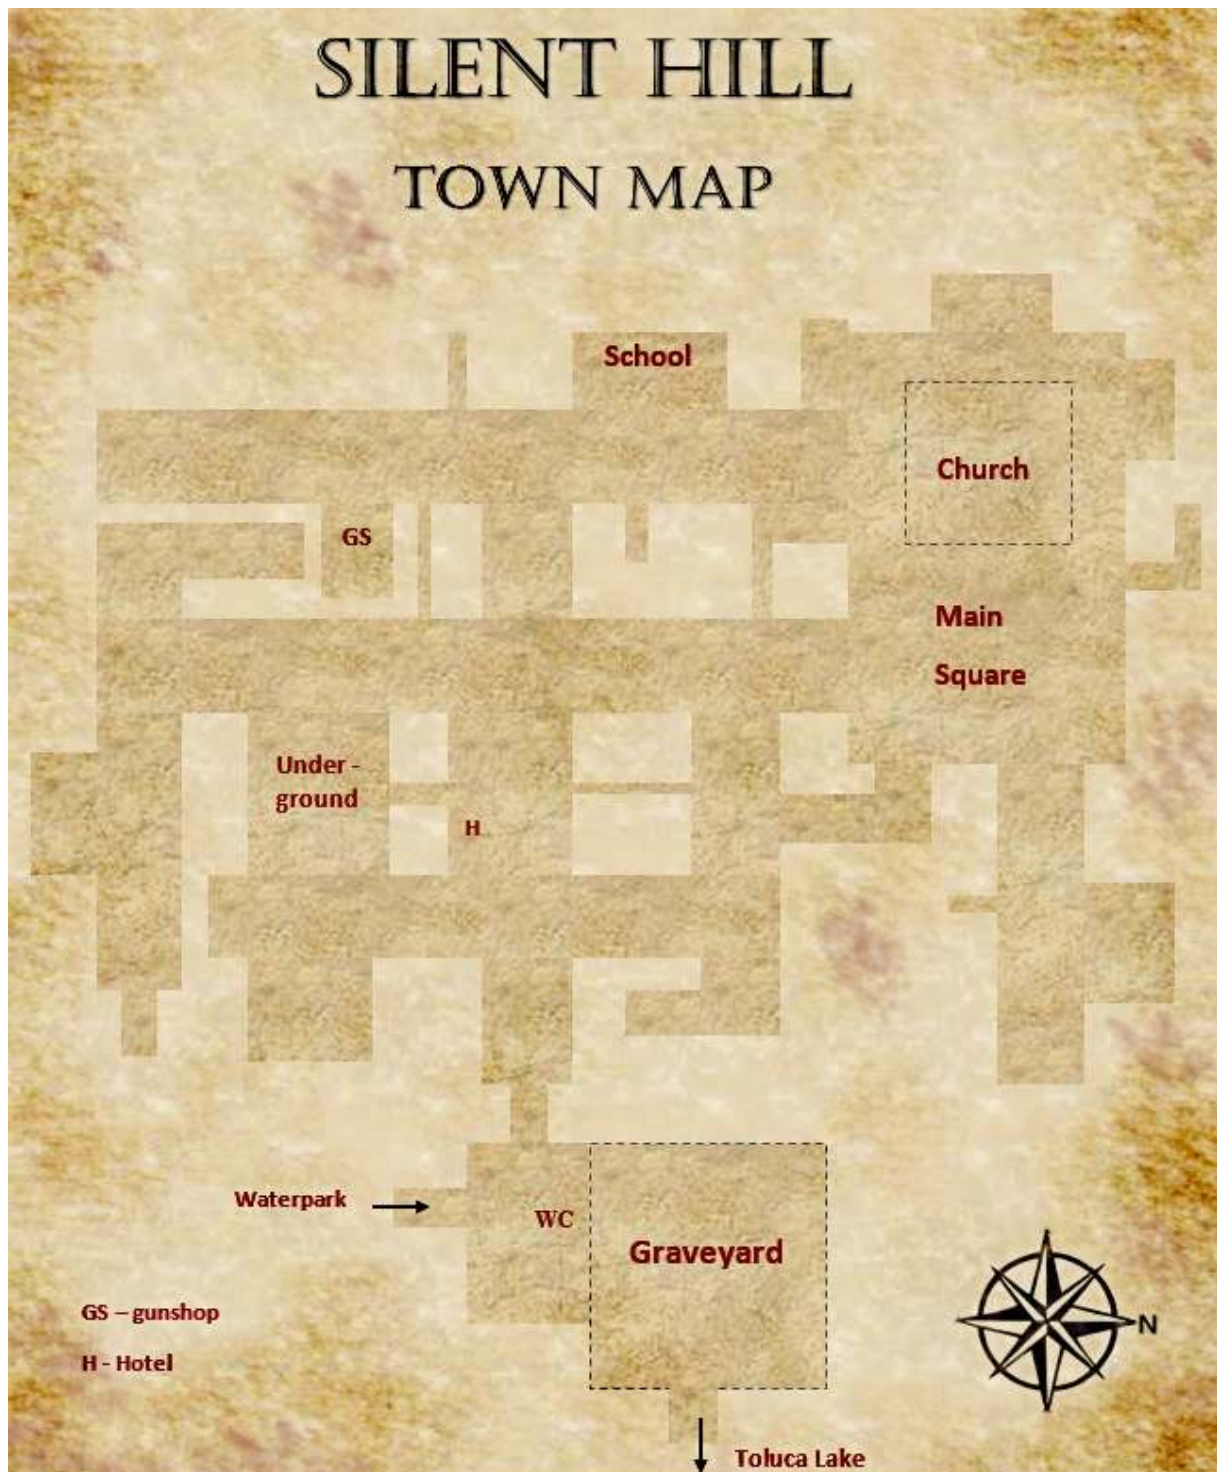 SILENT HILL
TOWN MAP
School
Church
GS
Main
Square
Under -
ground
H
Waterpark
WC
Graveyard
GS – gunshop
N
H - Hotel
Toluca Lake